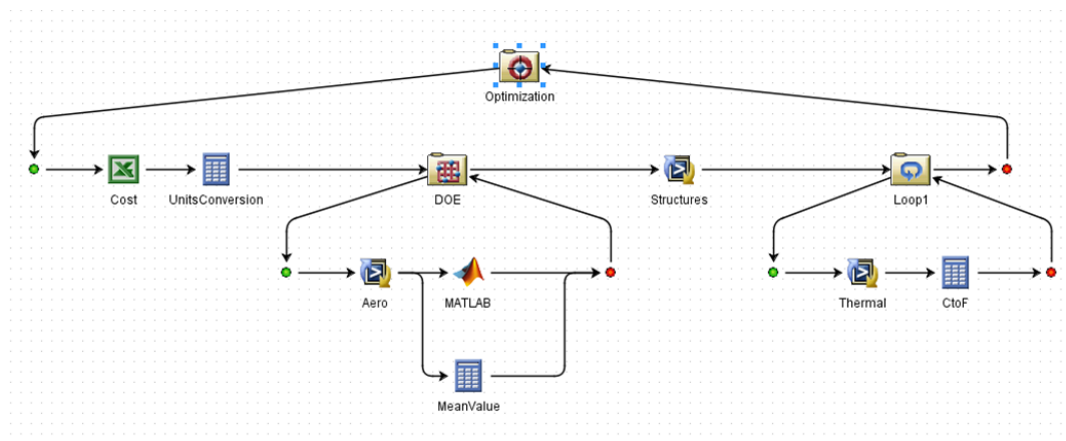 Optimization
Cost
UnitsConversion
DOE
Structures
Loop1
Aero
MATLAB
Thermal
CtoF
MeanValue